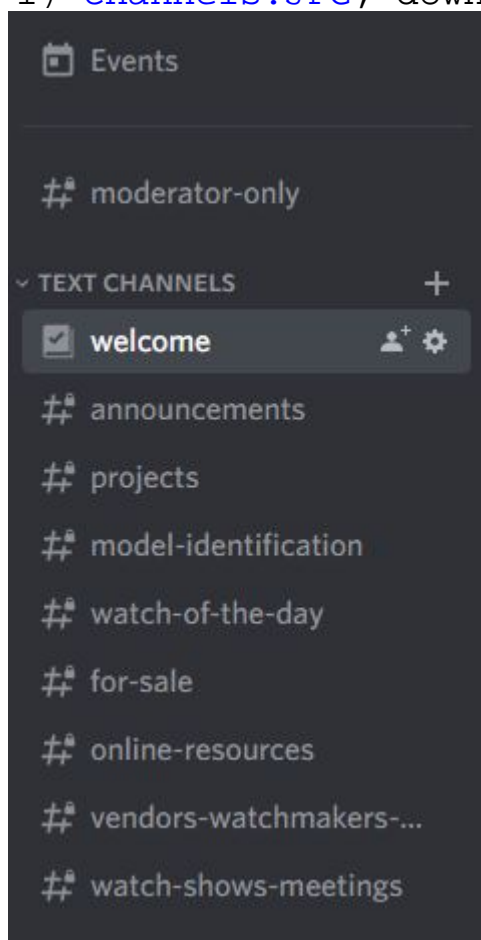 Events
moderator-only
TEXT CHANNELS
welcome
announcements
projects
model-identification
watch-of-the-day
for-sale
online-resources
vendors-watchmakers-...
watch-shows-meetings